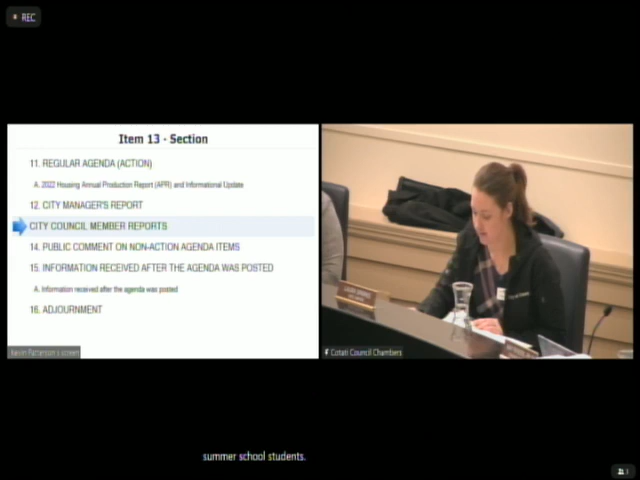 REC
Item 13 - Section
11. REGULAR AGENDA (ACTION)
A. 2022 Housing Annual Production Report (APR) and Informational Update
12. CITY MANAGER'S REPORT
CITY COUNCIL MEMBER REPORTS
14. PUBLIC COMMENT ON NON-ACTION AGENDA ITEMS
15. INFORMATION RECEIVED AFTER THE AGENDA WAS POSTED
A. Information received after the agenda was posted
16. ADJOURNMENT
Kevin Patterson's screen
Cotati Council Chambers
summer school students.